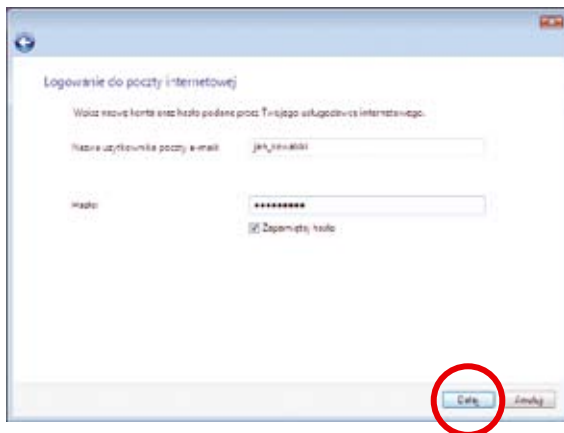 Logowanie do poczty internetowej
Wpisz nazwę konta oraz hasło podane przez Twojego usługodawcę internetowego.
Nazwa użytkownika poczty e-mail: jan_kowalski
Hasło: •••••••••
Zapamiętaj hasło
Dalej Anuluj